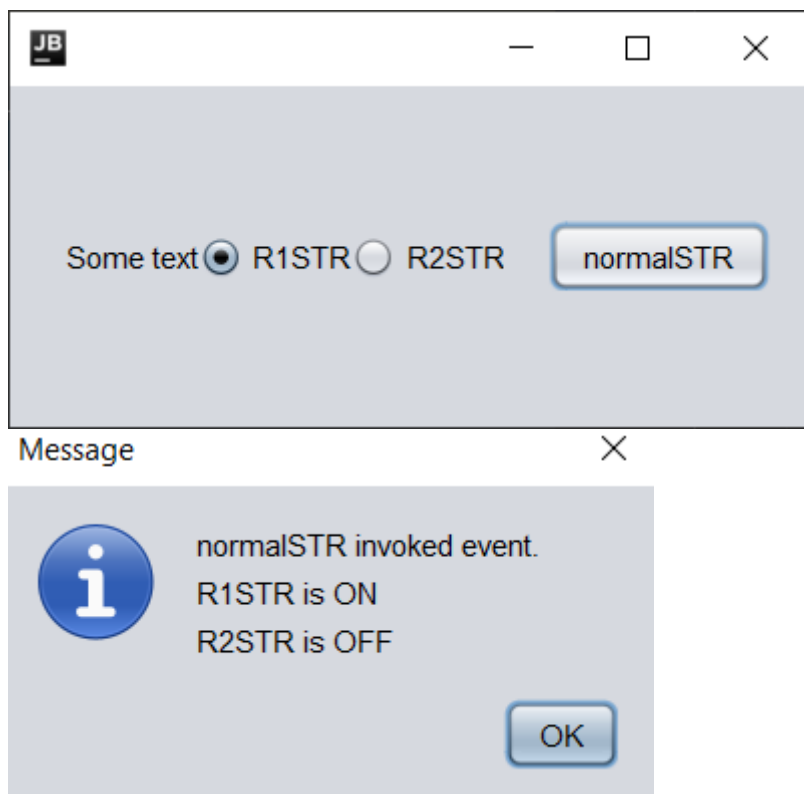 JB
Some text R1STR R2STR normalSTR
Message
normalSTR invoked event.
R1STR is ON
R2STR is OFF
OK